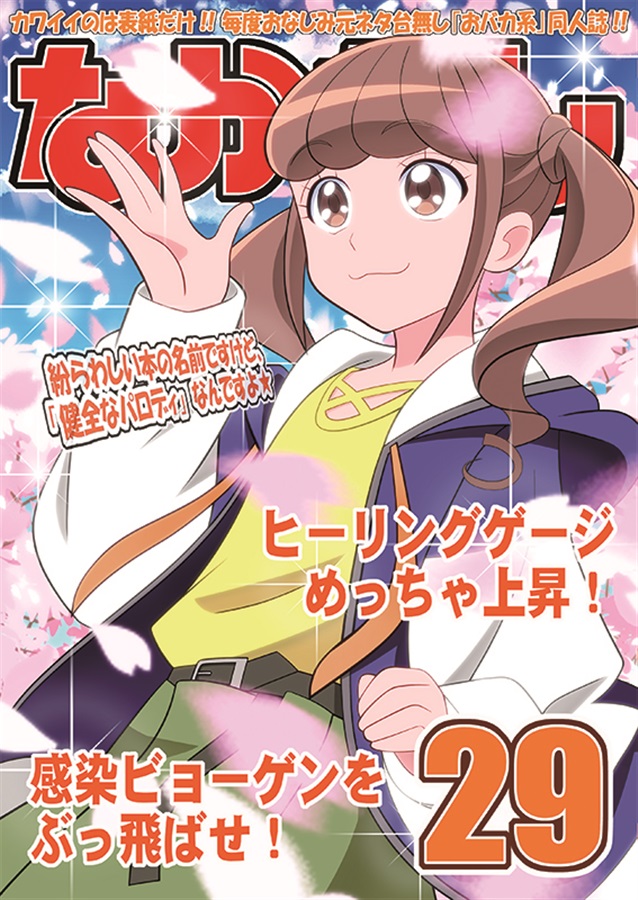 カワイイのは表紙だけ!! 毎度おなじみ元ネタ台無し「おバカ系」同人誌!!
なか
紛らわしい本の名前ですけど、
「健全なパロディ」なんですよ★
ヒーリングゲージ
めっちゃ上昇！
感染ビョーゲンを
ぶっ飛ばせ！
29